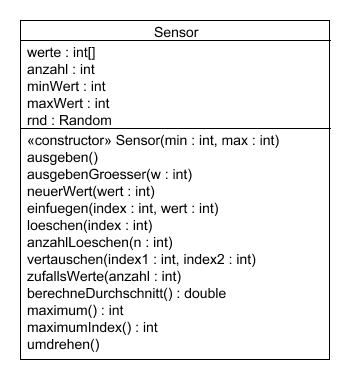 Sensor
werte : int[]
anzahl : int
minWert : int
maxWert : int
rnd : Random
«constructor» Sensor(min : int, max : int)
ausgeben()
ausgebenGroesser(w : int)
neuerWert(wert : int)
einfuegen(index : int, wert : int)
loeschen(index : int)
anzahlLoeschen(n : int)
vertauschen(index1 : int, index2 : int)
zufallsWerte(anzahl : int)
berechneDurchschnitt() : double
maximum() : int
maximumIndex() : int
umdrehen()